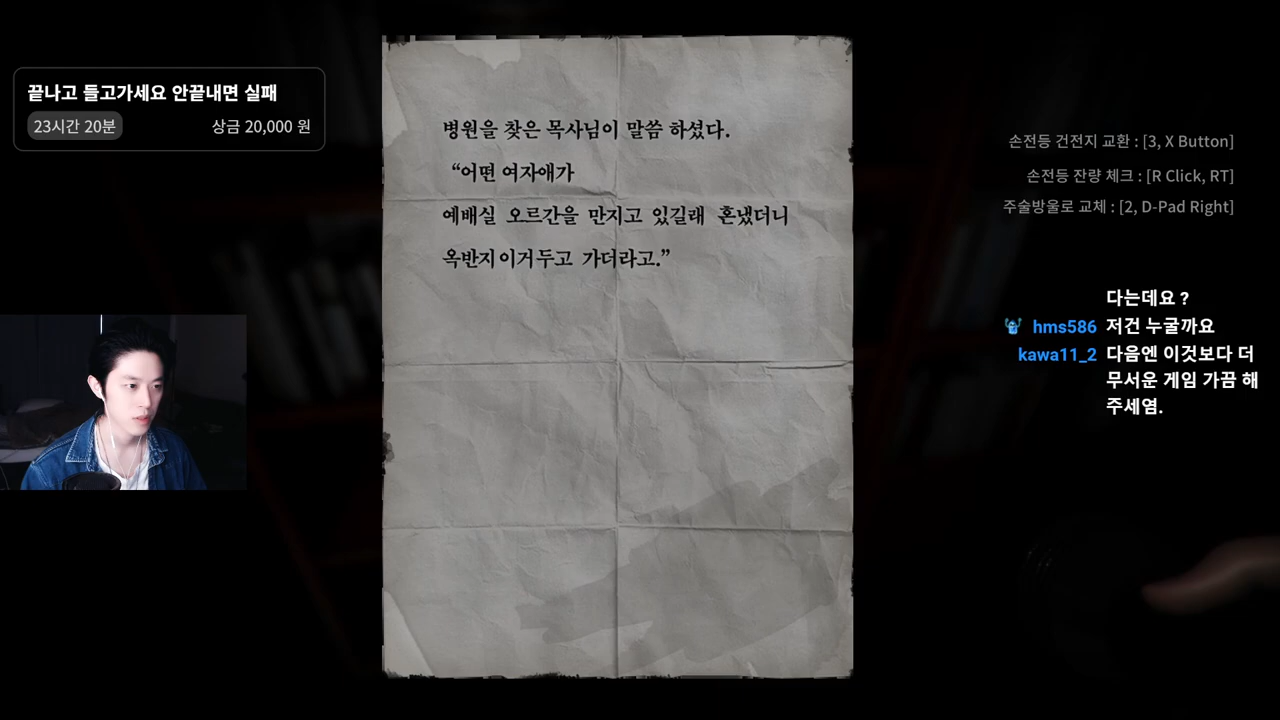 끝나고 들고가세요 안끝내면 실패
23시간 20분
상금 20,000 원
병원을 찾은 목사님이 말씀 하셨다.
“어떤 여자애가
예배실 오르간을 만지고 있길래 혼냈더니
옥반지 이거 두고 가더라고.”
손전등 건전지 교환 : [3, X Button]
손전등 잔량 체크 : [R Click, RT]
주술방울로 교체 : [2, D-Pad Right]
다는데요 ?
hms586 저건 누굴까요
kawa11_2 다음엔 이것보다 더
무서운 게임 가끔 해
주세염.